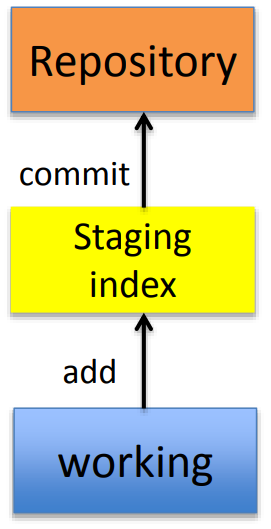 Repository
commit
Staging
index
add
working